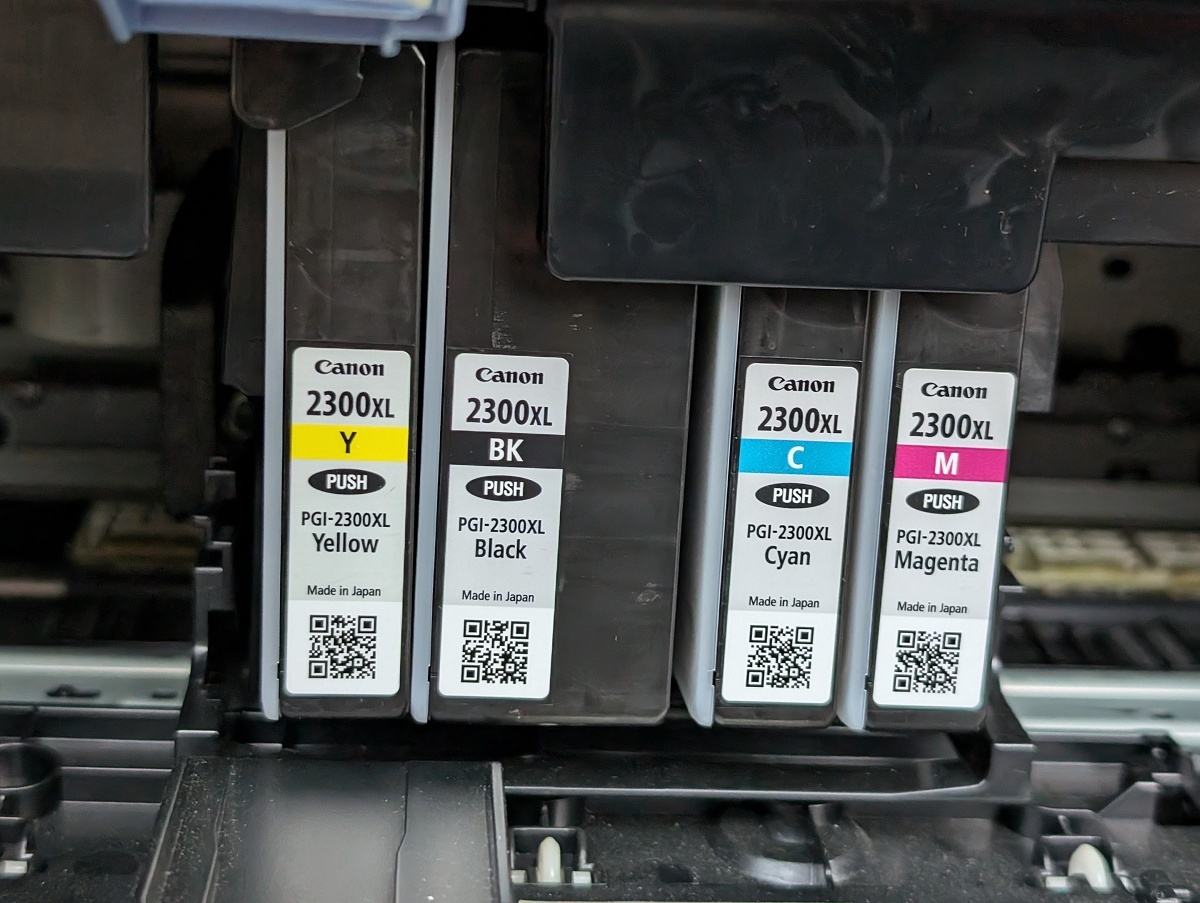 Canon
2300XL
Y
PUSH
PGI-2300XL
Yellow
Made in Japan
Canon
2300XL
BK
PUSH
PGI-2300XL
Black
Made in Japan
Canon
2300XL
C
PUSH
PGI-2300XL
Cyan
Made in Japan
Canon
2300XL
M
PUSH
PGI-2300XL
Magenta
Made in Japan